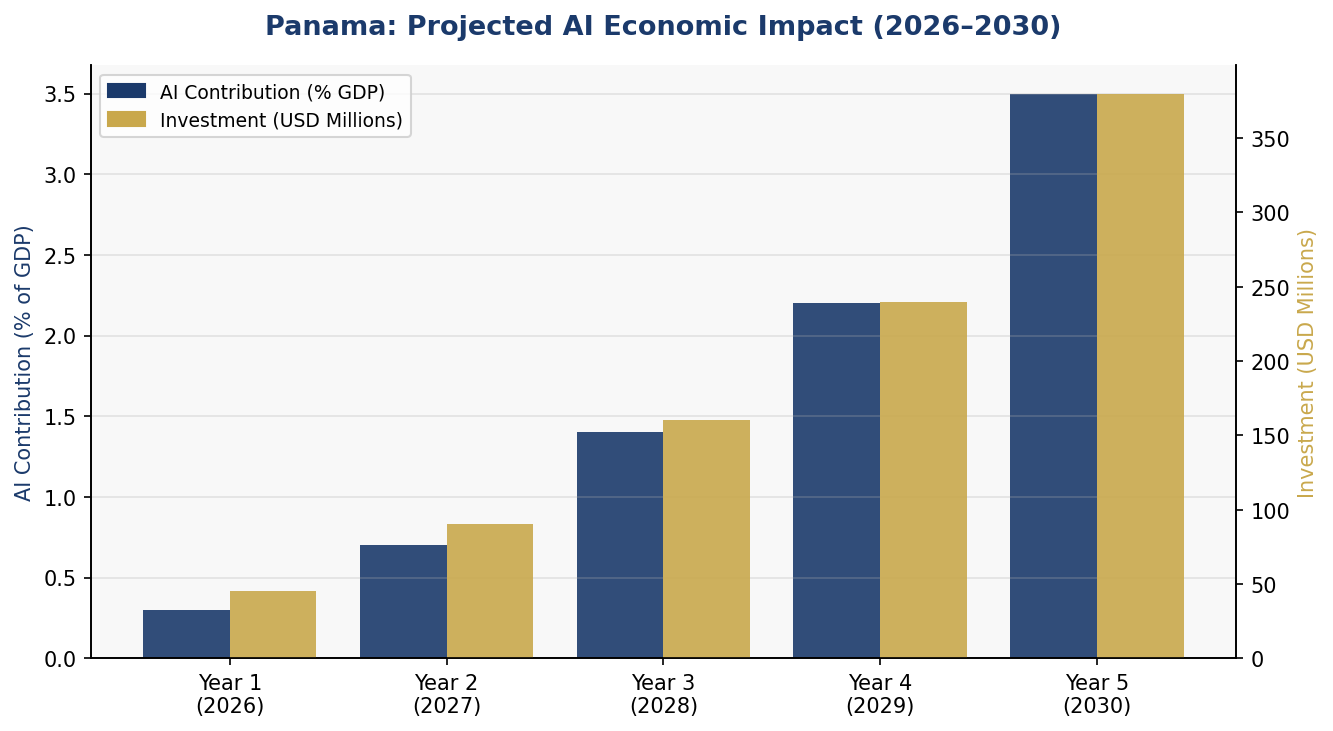 Panama: Projected AI Economic Impact (2026–2030)
AI Contribution (% GDP)
Investment (USD Millions)
AI Contribution (% of GDP)
3.5
3.0
2.5
2.0
1.5
1.0
0.5
0.0
350
300
250
200
150
100
50
0
Investment (USD Millions)
Year 1
(2026)
Year 2
(2027)
Year 3
(2028)
Year 4
(2029)
Year 5
(2030)